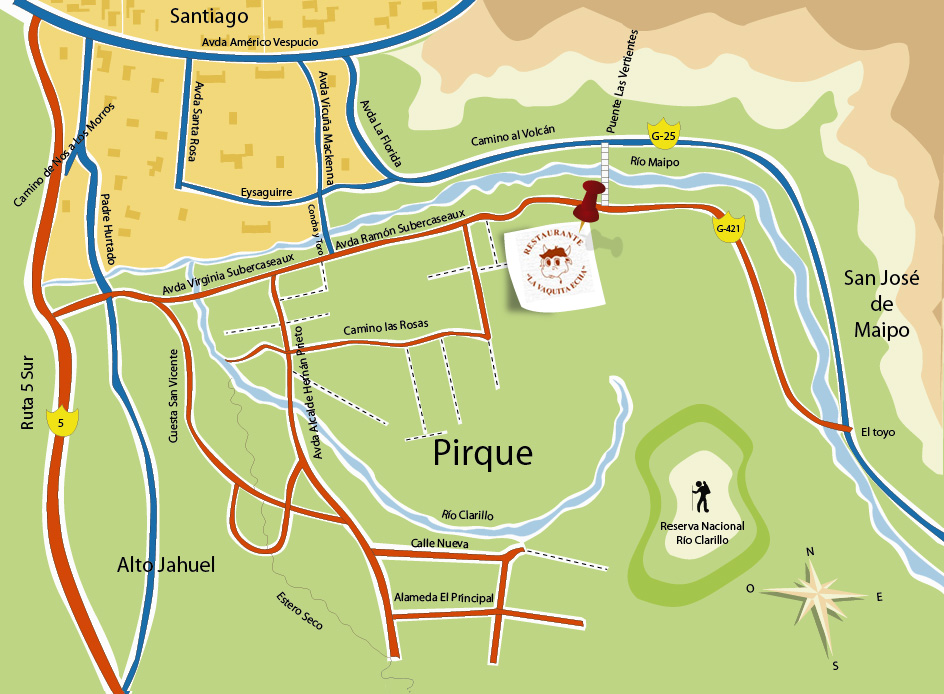 Santiago
Avda Américo Vespucio
Puente Las Vertientes
Camino de Nos a los Morros
Avda Santa Rosa
Avda Vicuña Mackenna
Avda La Florida
Camino al Volcán
G-25
Río Maipo
Eysaguirre
Padre Hurtado
Concha y Toro
Avda Ramón Subercaseaux
G-421
RESTAURANTE
"LA VAQUITA ECHA"
Avda Virginia Subercaseaux
San José
de
Maipo
Camino las Rosas
Ruta 5 Sur
Cuesta San Vicente
Avda Alcalde Hernán Prieto
5
El toyo
Pirque
Río Clarillo
Reserva Nacional
Río Clarillo
Calle Nueva
Alto Jahuel
Alameda El Principal
Estero Seco
N
O
E
S